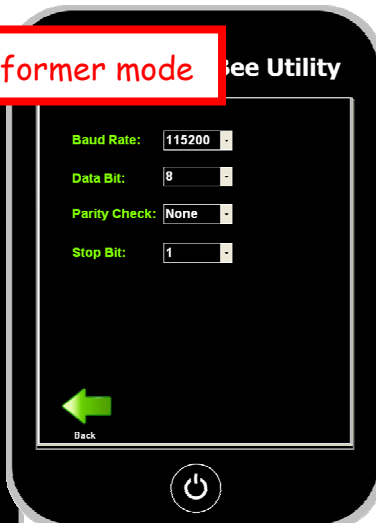 former mode
Bee Utility
Baud Rate: 115200
Data Bit: 8
Parity Check: None
Stop Bit: 1
Back